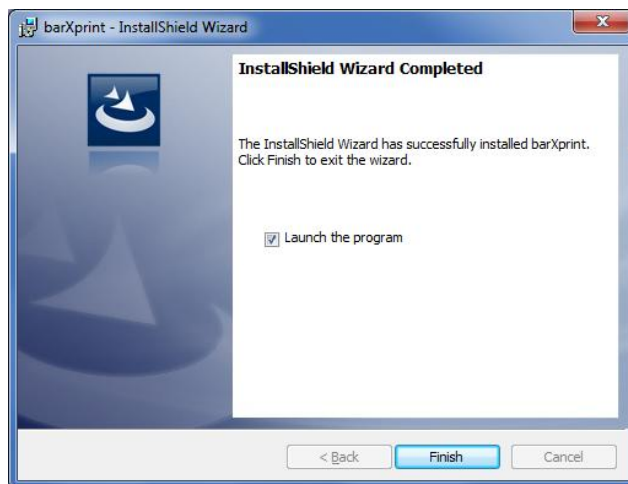 barXprint - InstallShield Wizard
InstallShield Wizard Completed
The InstallShield Wizard has successfully installed barXprint.
Click Finish to exit the wizard.
Launch the program
< Back
Finish
Cancel